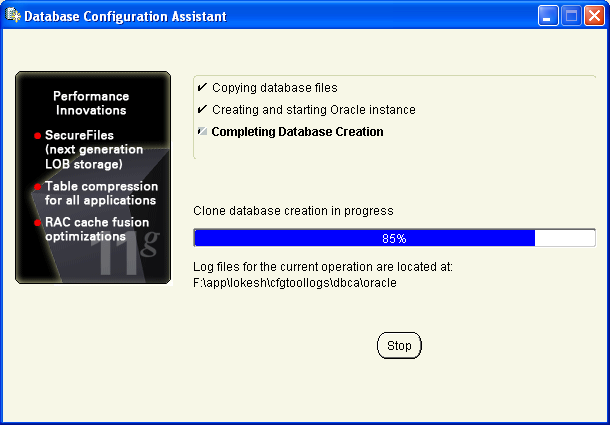 Database Configuration Assistant
Performance
Innovations
SecureFiles
(next generation
LOB storage)
Table compression
for all applications
RAC cache fusion
optimizations
11g
Copying database files
Creating and starting Oracle instance
Completing Database Creation
Clone database creation in progress
85%
Log files for the current operation are located at:
F:\app\lokesh\cfgtoollogs\dbca\oracle
Stop